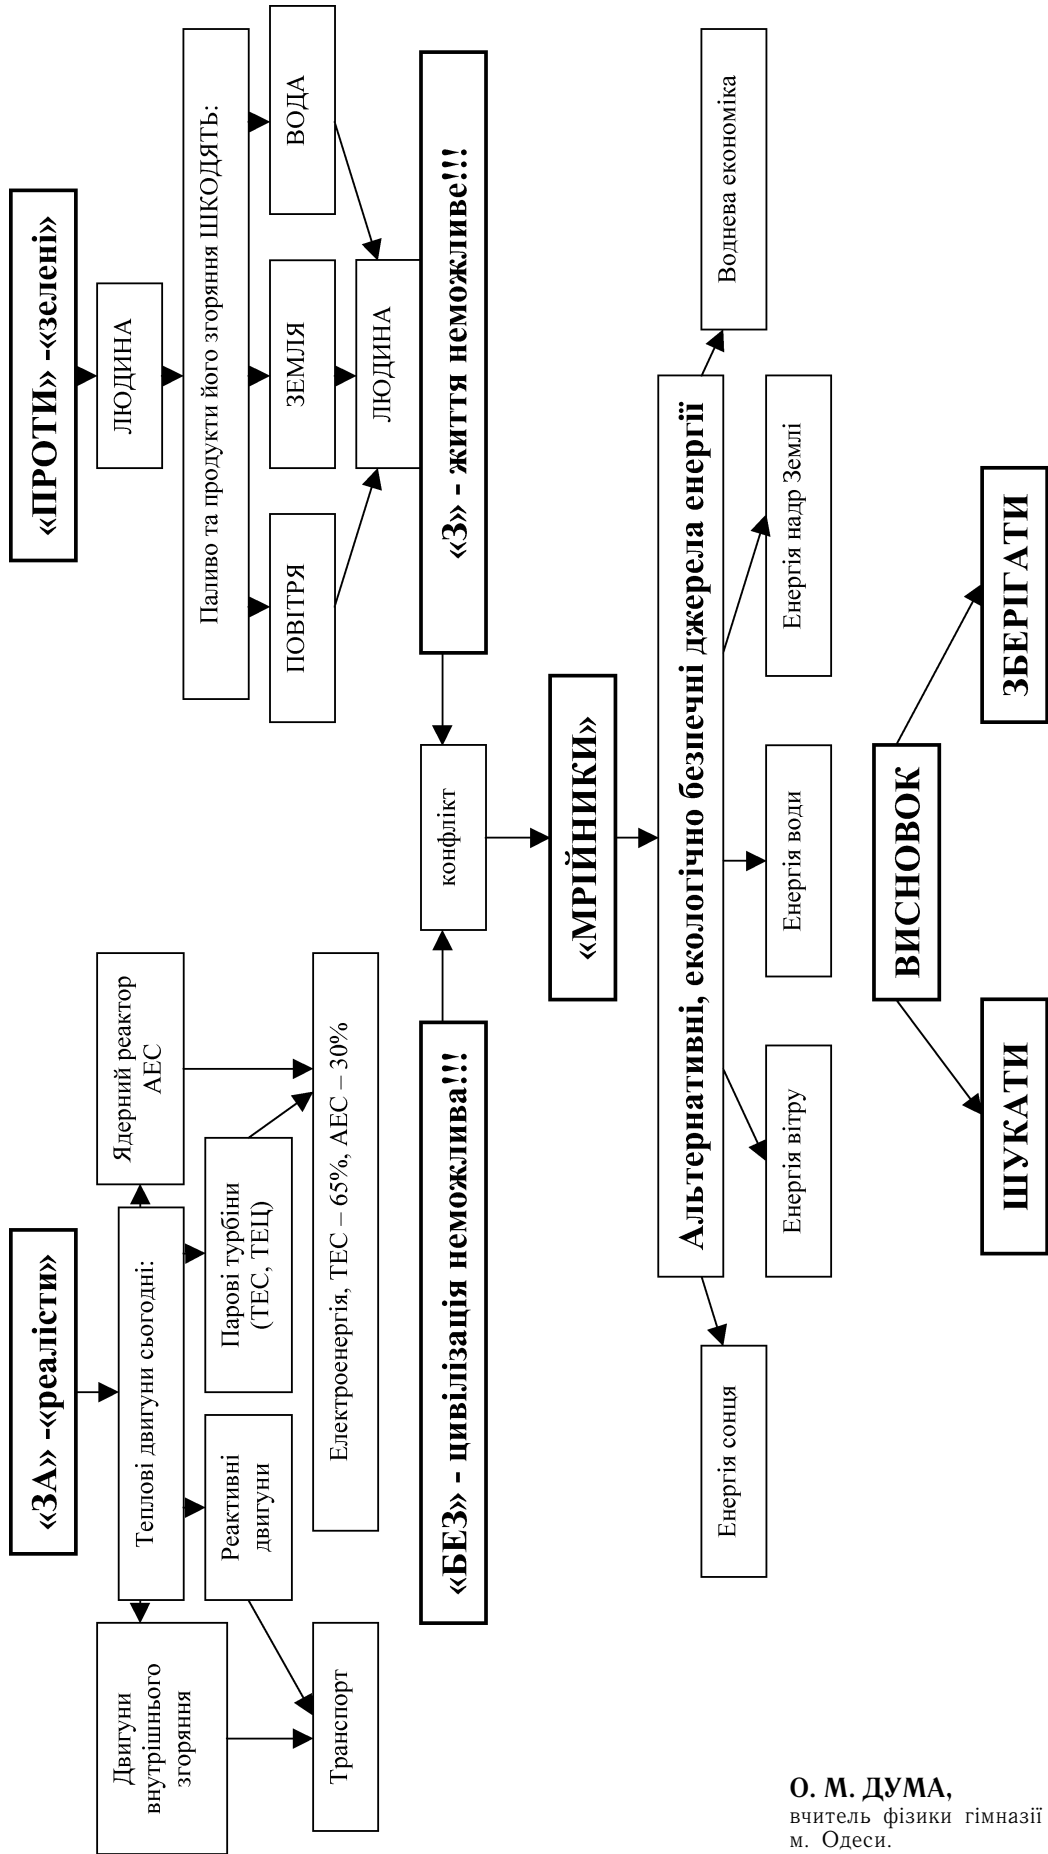 «ЗА» -«реалісти»
Теплові двигуни сьогодні:
Двигуни
внутрішнього
згоряння
Реактивні
двигуни
Парові турбіни
(ТЕС, ТЕЦ)
Ядерний реактор
АЕС
Транспорт
Електроенергія, ТЕС – 65%, АЕС – 30%
«БЕЗ» - цивілізація неможлива!!!
«ПРОТИ» -«зелені»
ЛЮДИНА
Паливо та продукти його згоряння ШКОДЯТЬ:
ПОВІТРЯ
ЗЕМЛЯ
ВОДА
ЛЮДИНА
«З» - життя неможливе!!!
конфлікт
«МРІЙНИКИ»
Альтернативні, екологічно безпечні джерела енергії
Енергія сонця
Енергія вітру
Енергія води
Енергія надр Землі
Воднева економіка
ВИСНОВОК
ШУКАТИ
ЗБЕРІГАТИ
О. М. ДУМА,
вчитель фізики гімназії
м. Одеси.